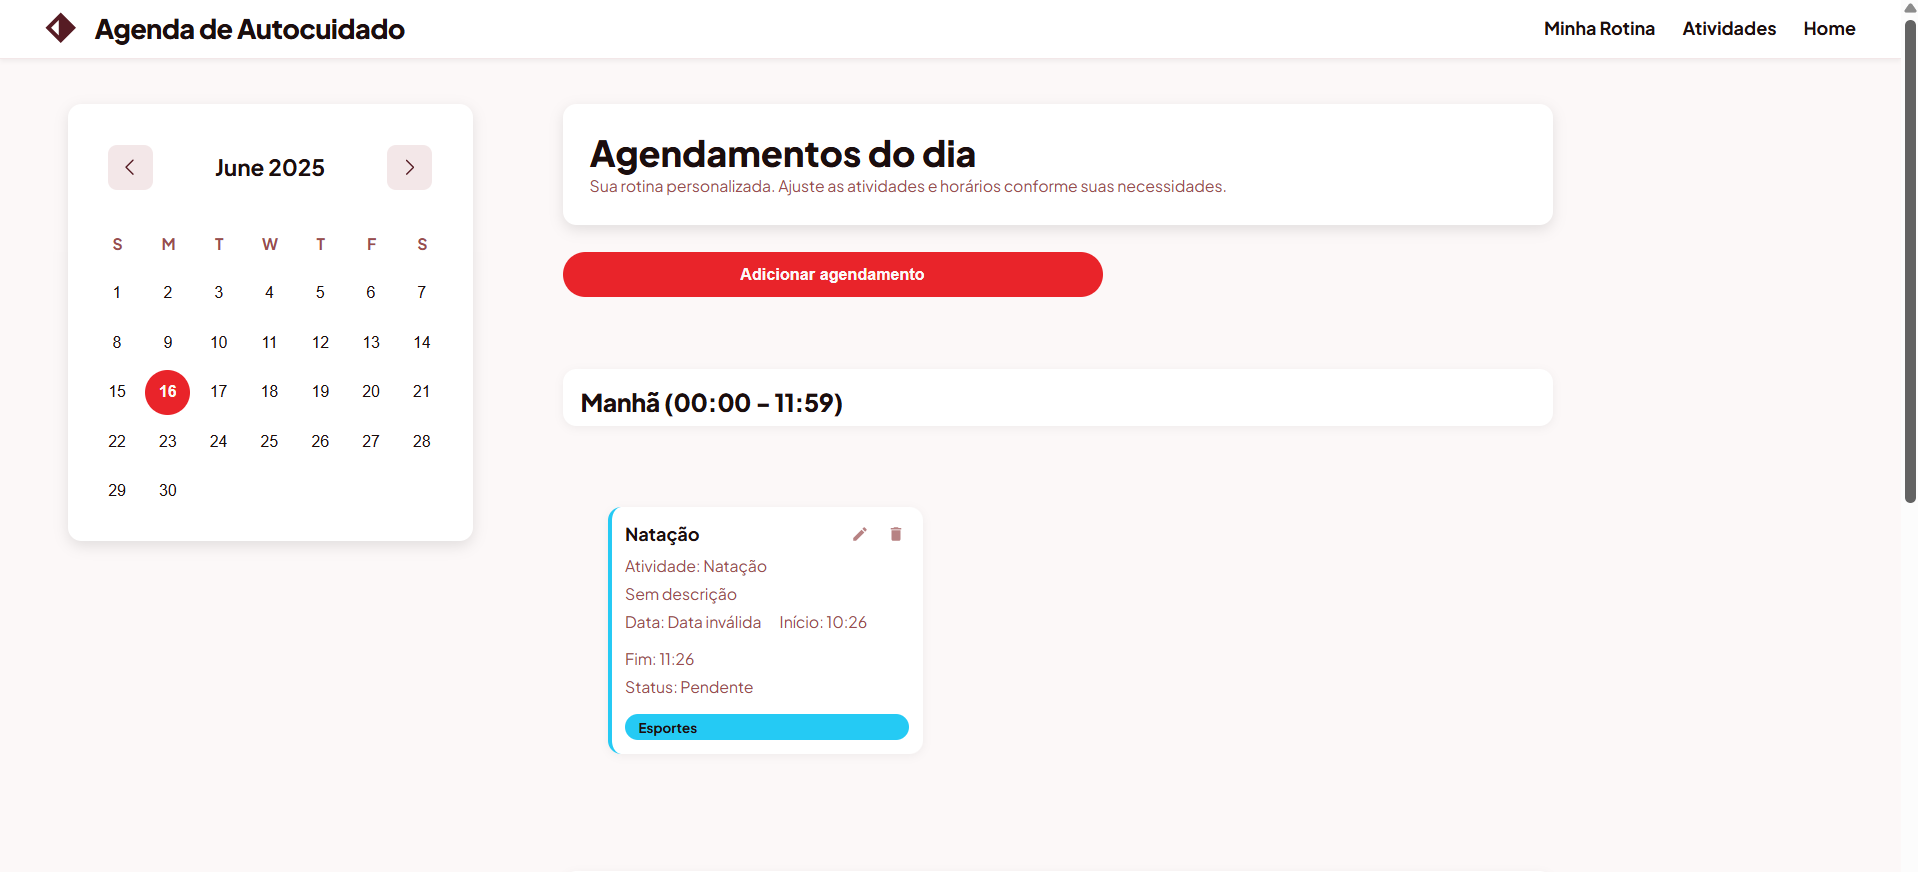 Agenda de Autocuidado
Minha Rotina Atividades Home
June 2025
S M T W T F S
1 2 3 4 5 6 7
8 9 10 11 12 13 14
15 16 17 18 19 20 21
22 23 24 25 26 27 28
29 30
Agendamentos do dia
Sua rotina personalizada. Ajuste as atividades e horários conforme suas necessidades.
Adicionar agendamento
Manhã (00:00 - 11:59)
Natação
Atividade: Natação
Sem descrição
Data: Data inválida Início: 10:26
Fim: 11:26
Status: Pendente
Esportes